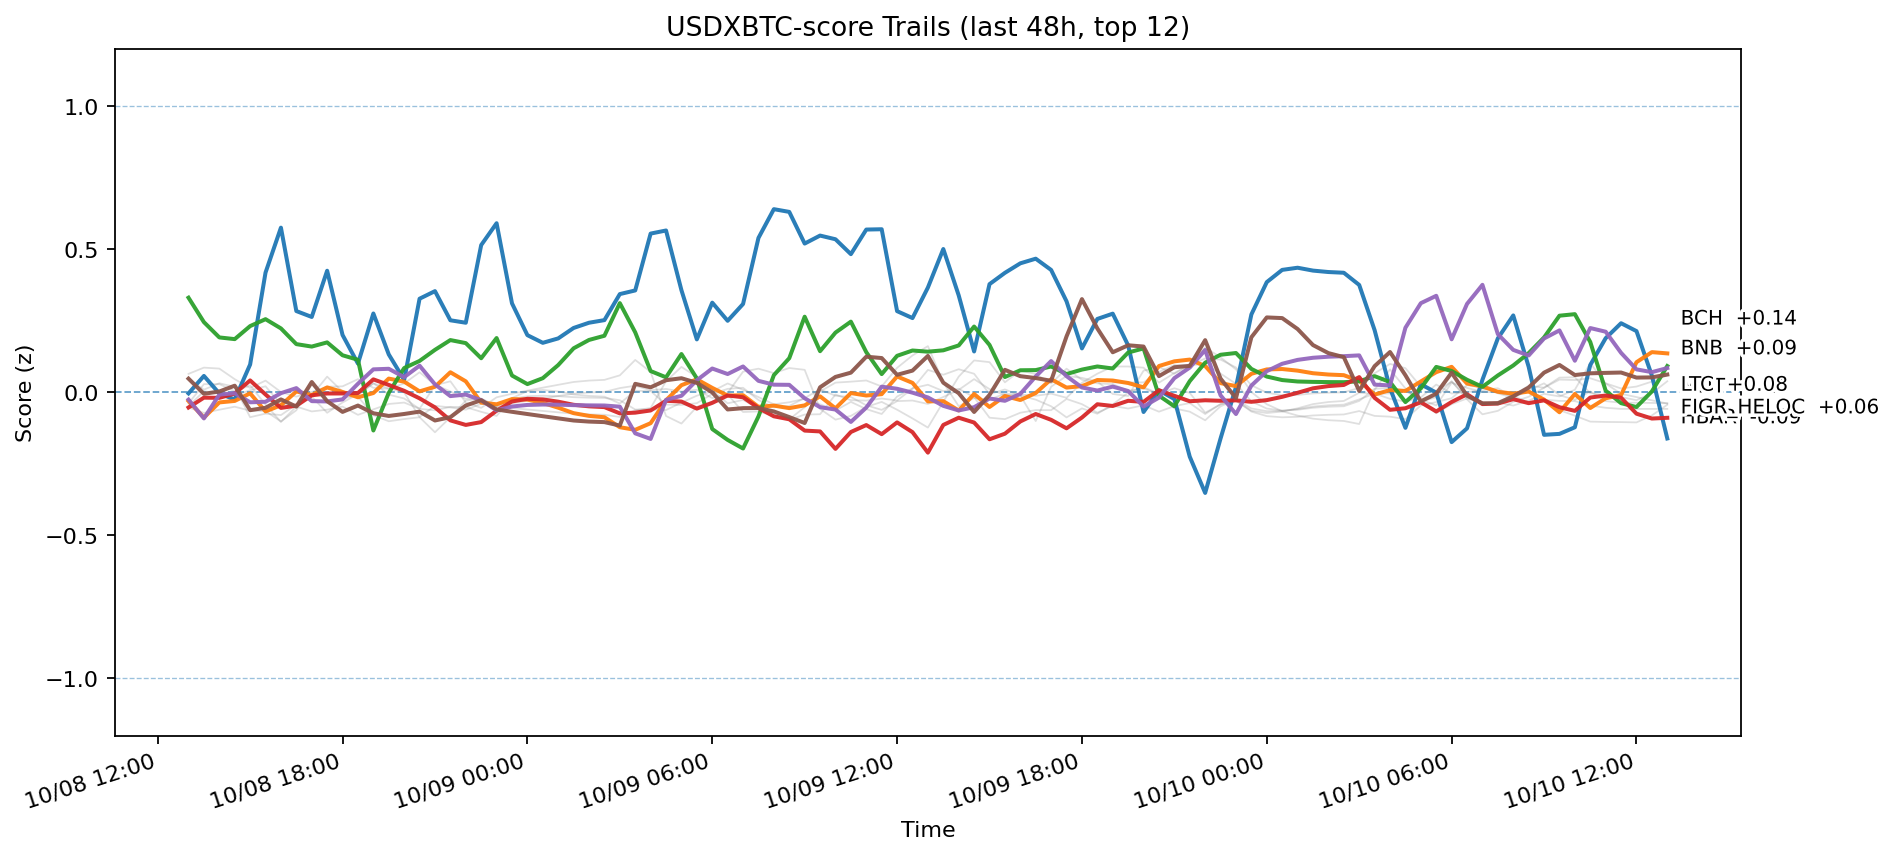 USDXBTC-score Trails (last 48h, top 12)
Score (z)
1.0
0.5
0.0
−0.5
−1.0
BCH +0.14
BNB +0.09
LTC +0.08
FIGR_HELOC +0.06
-0.09
10/08 12:00
10/08 18:00
10/09 00:00
10/09 06:00
10/09 12:00
10/09 18:00
10/10 00:00
10/10 06:00
10/10 12:00
Time